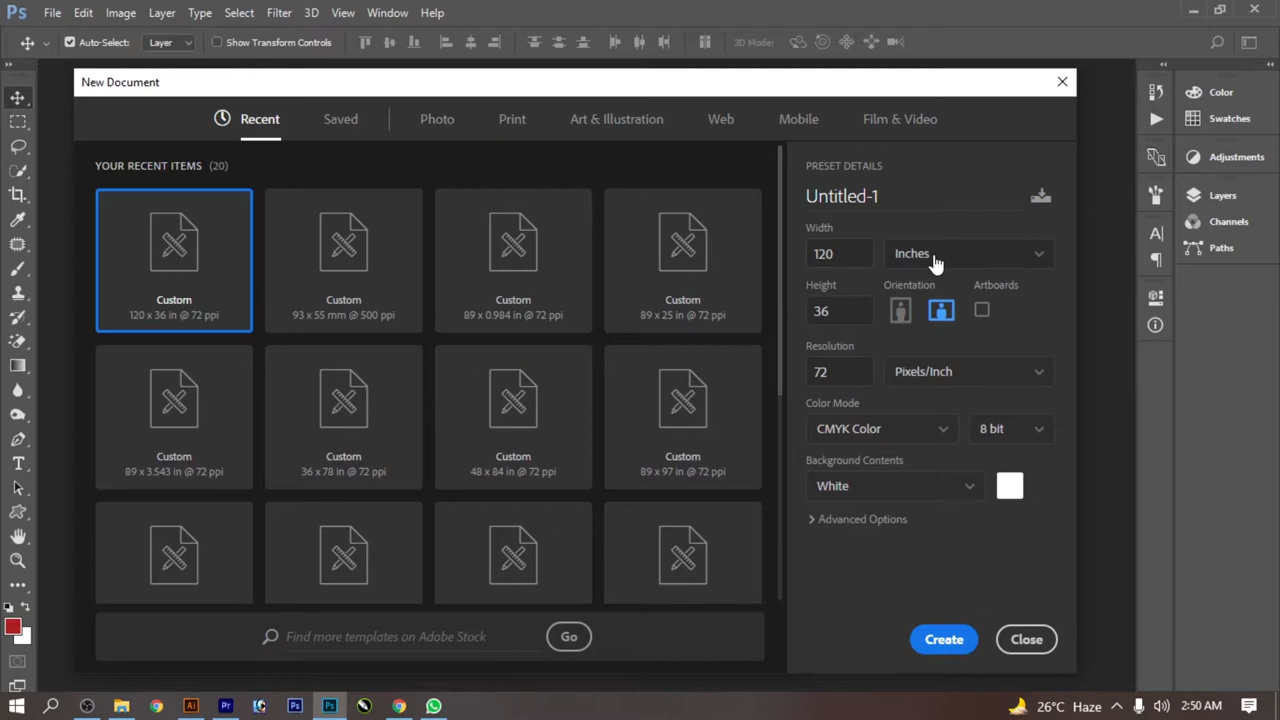 Ps File Edit Image Layer Type Select Filter 3D View Window Help
Auto-Select: Layer Show Transform Controls 3D Mode:
New Document
Recent Saved Photo Print Art & Illustration Web Mobile Film & Video
YOUR RECENT ITEMS (20)
Custom
120 x 36 in @ 72 ppi
Custom
93 x 55 mm @ 500 ppi
Custom
89 x 0.984 in @ 72 ppi
Custom
89 x 25 in @ 72 ppi
Custom
89 x 3.543 in @ 72 ppi
Custom
36 x 78 in @ 72 ppi
Custom
48 x 84 in @ 72 ppi
Custom
89 x 97 in @ 72 ppi
Find more templates on Adobe Stock Go
PRESET DETAILS
Untitled-1
Width
120 Inches
Height Orientation Artboards
36
Resolution
72 Pixels/Inch
Color Mode
CMYK Color 8 bit
Background Contents
White
Advanced Options
Create Close
Color
Swatches
Adjustments
Layers
Channels
Paths
Ai Pr Ps Ps 26°C Haze 2:50 AM